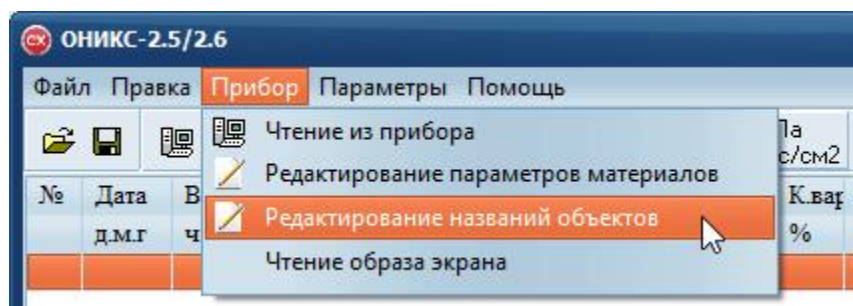 ОНИКС-2.5/2.6
Файл Правка Прибор Параметры Помощь
Чтение из прибора
Редактирование параметров материалов
Редактирование названий объектов
Чтение образа экрана
с/см2
№ Дата
д.м.г
К.вар
%